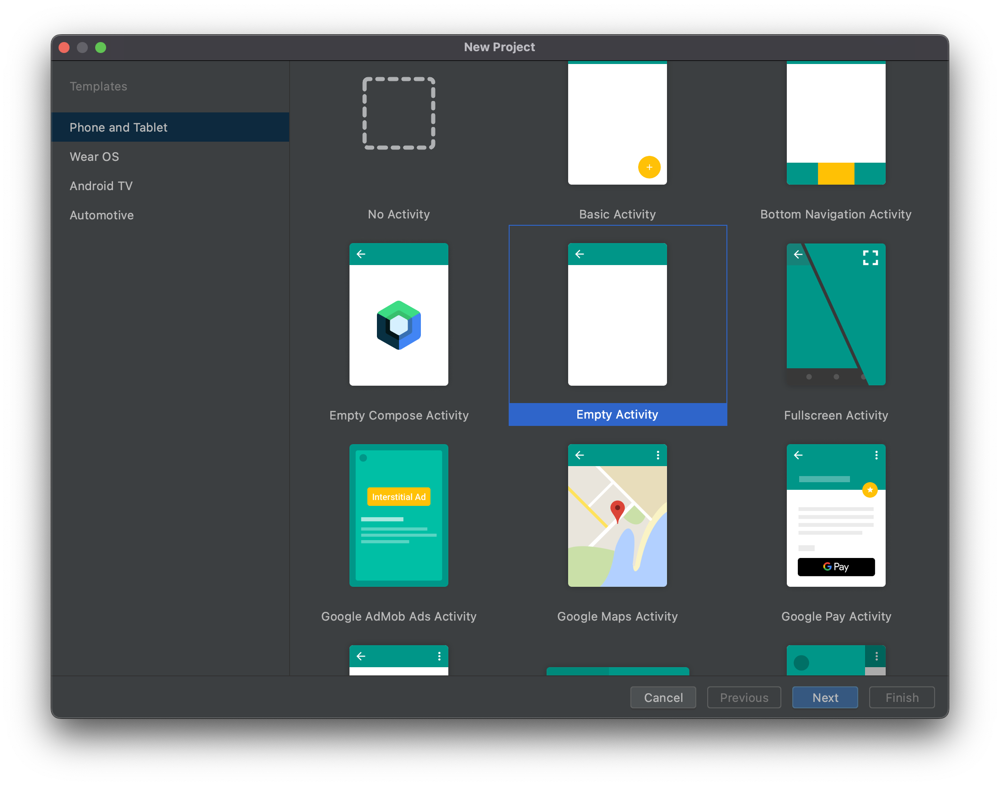 New Project
Templates
Phone and Tablet
Wear OS
Android TV
Automotive
No Activity
Basic Activity
Bottom Navigation Activity
Empty Compose Activity
Empty Activity
Fullscreen Activity
Interstitial Ad
G Pay
Google AdMob Ads Activity
Google Maps Activity
Google Pay Activity
Cancel
Previous
Next
Finish